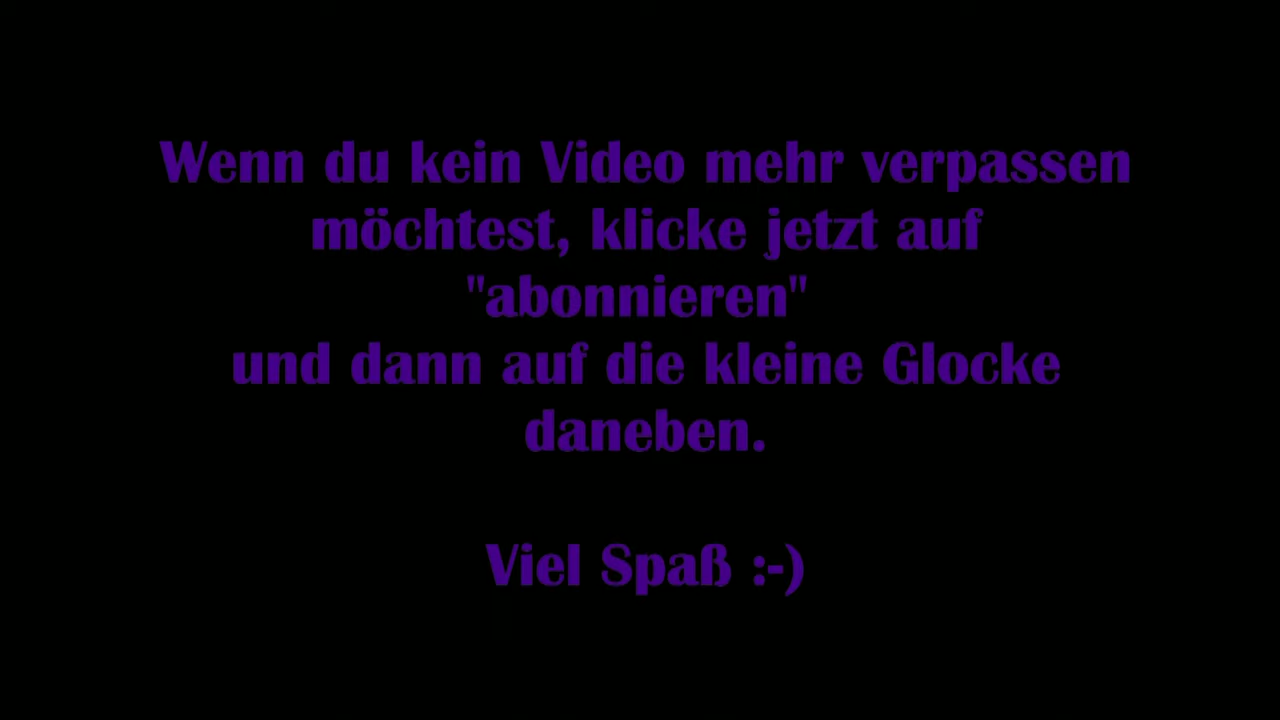 Wenn du kein Video mehr verpassen
möchtest, klicke jetzt auf
"abonnieren"
und dann auf die kleine Glocke
daneben.
Viel Spaß :-)